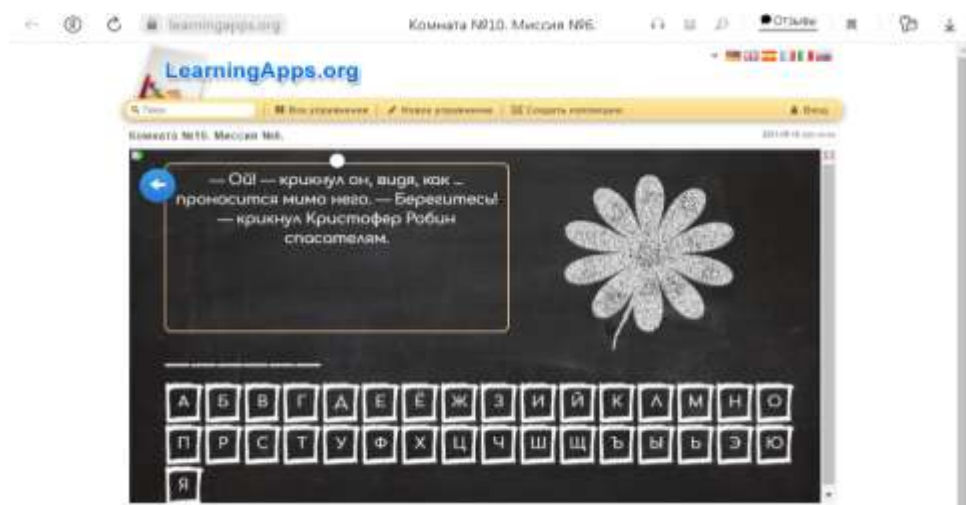 learningapps.org
Комната №10. Миссия №6.
Отзывы
LearningApps.org
Поиск
Все упражнения
Новое упражнение
Создать коллекцию
Вход
Комната №10. Миссия №6.
— Ой! — крикнул он, видя, как ...
проносится мимо него. — Берегитесь!
— крикнул Кристофер Робин
спасателям.
А Б В Г Д Е Ё Ж З И Й К Л М Н О
П Р С Т У Ф Х Ц Ч Ш Щ Ъ Ы Ь Э Ю
Я